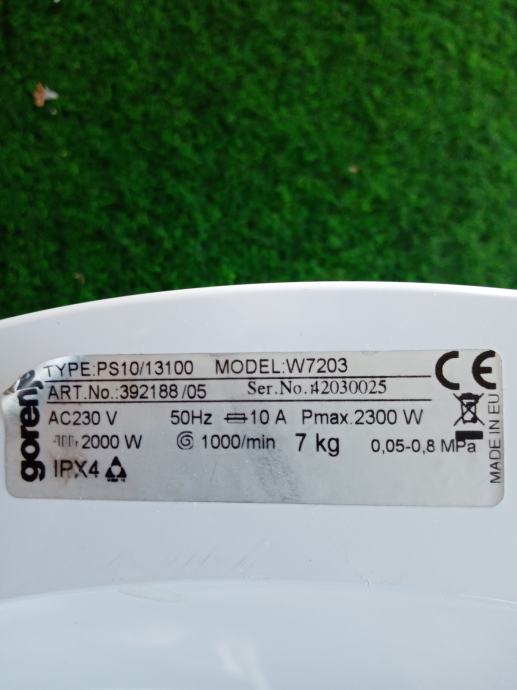 gorenje
TYPE:PS10/13100 MODEL:W7203 CE
ART.No.:392188/05 Ser.No.:42030025
AC230 V 50Hz 10 A Pmax.2300 W
2000 W 1000/min 7 kg 0,05-0,8 MPa
IPX4
MADE IN EU